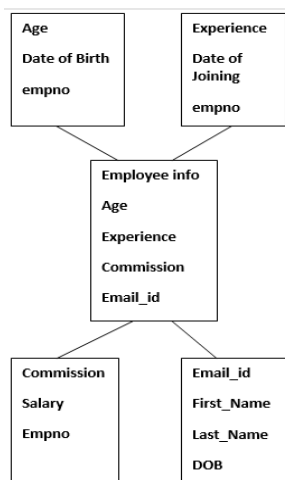 Age
Date of Birth
empno
Experience
Date of
Joining
empno
Employee info
Age
Experience
Commission
Email_id
Commission
Salary
Empno
Email_id
First_Name
Last_Name
DOB